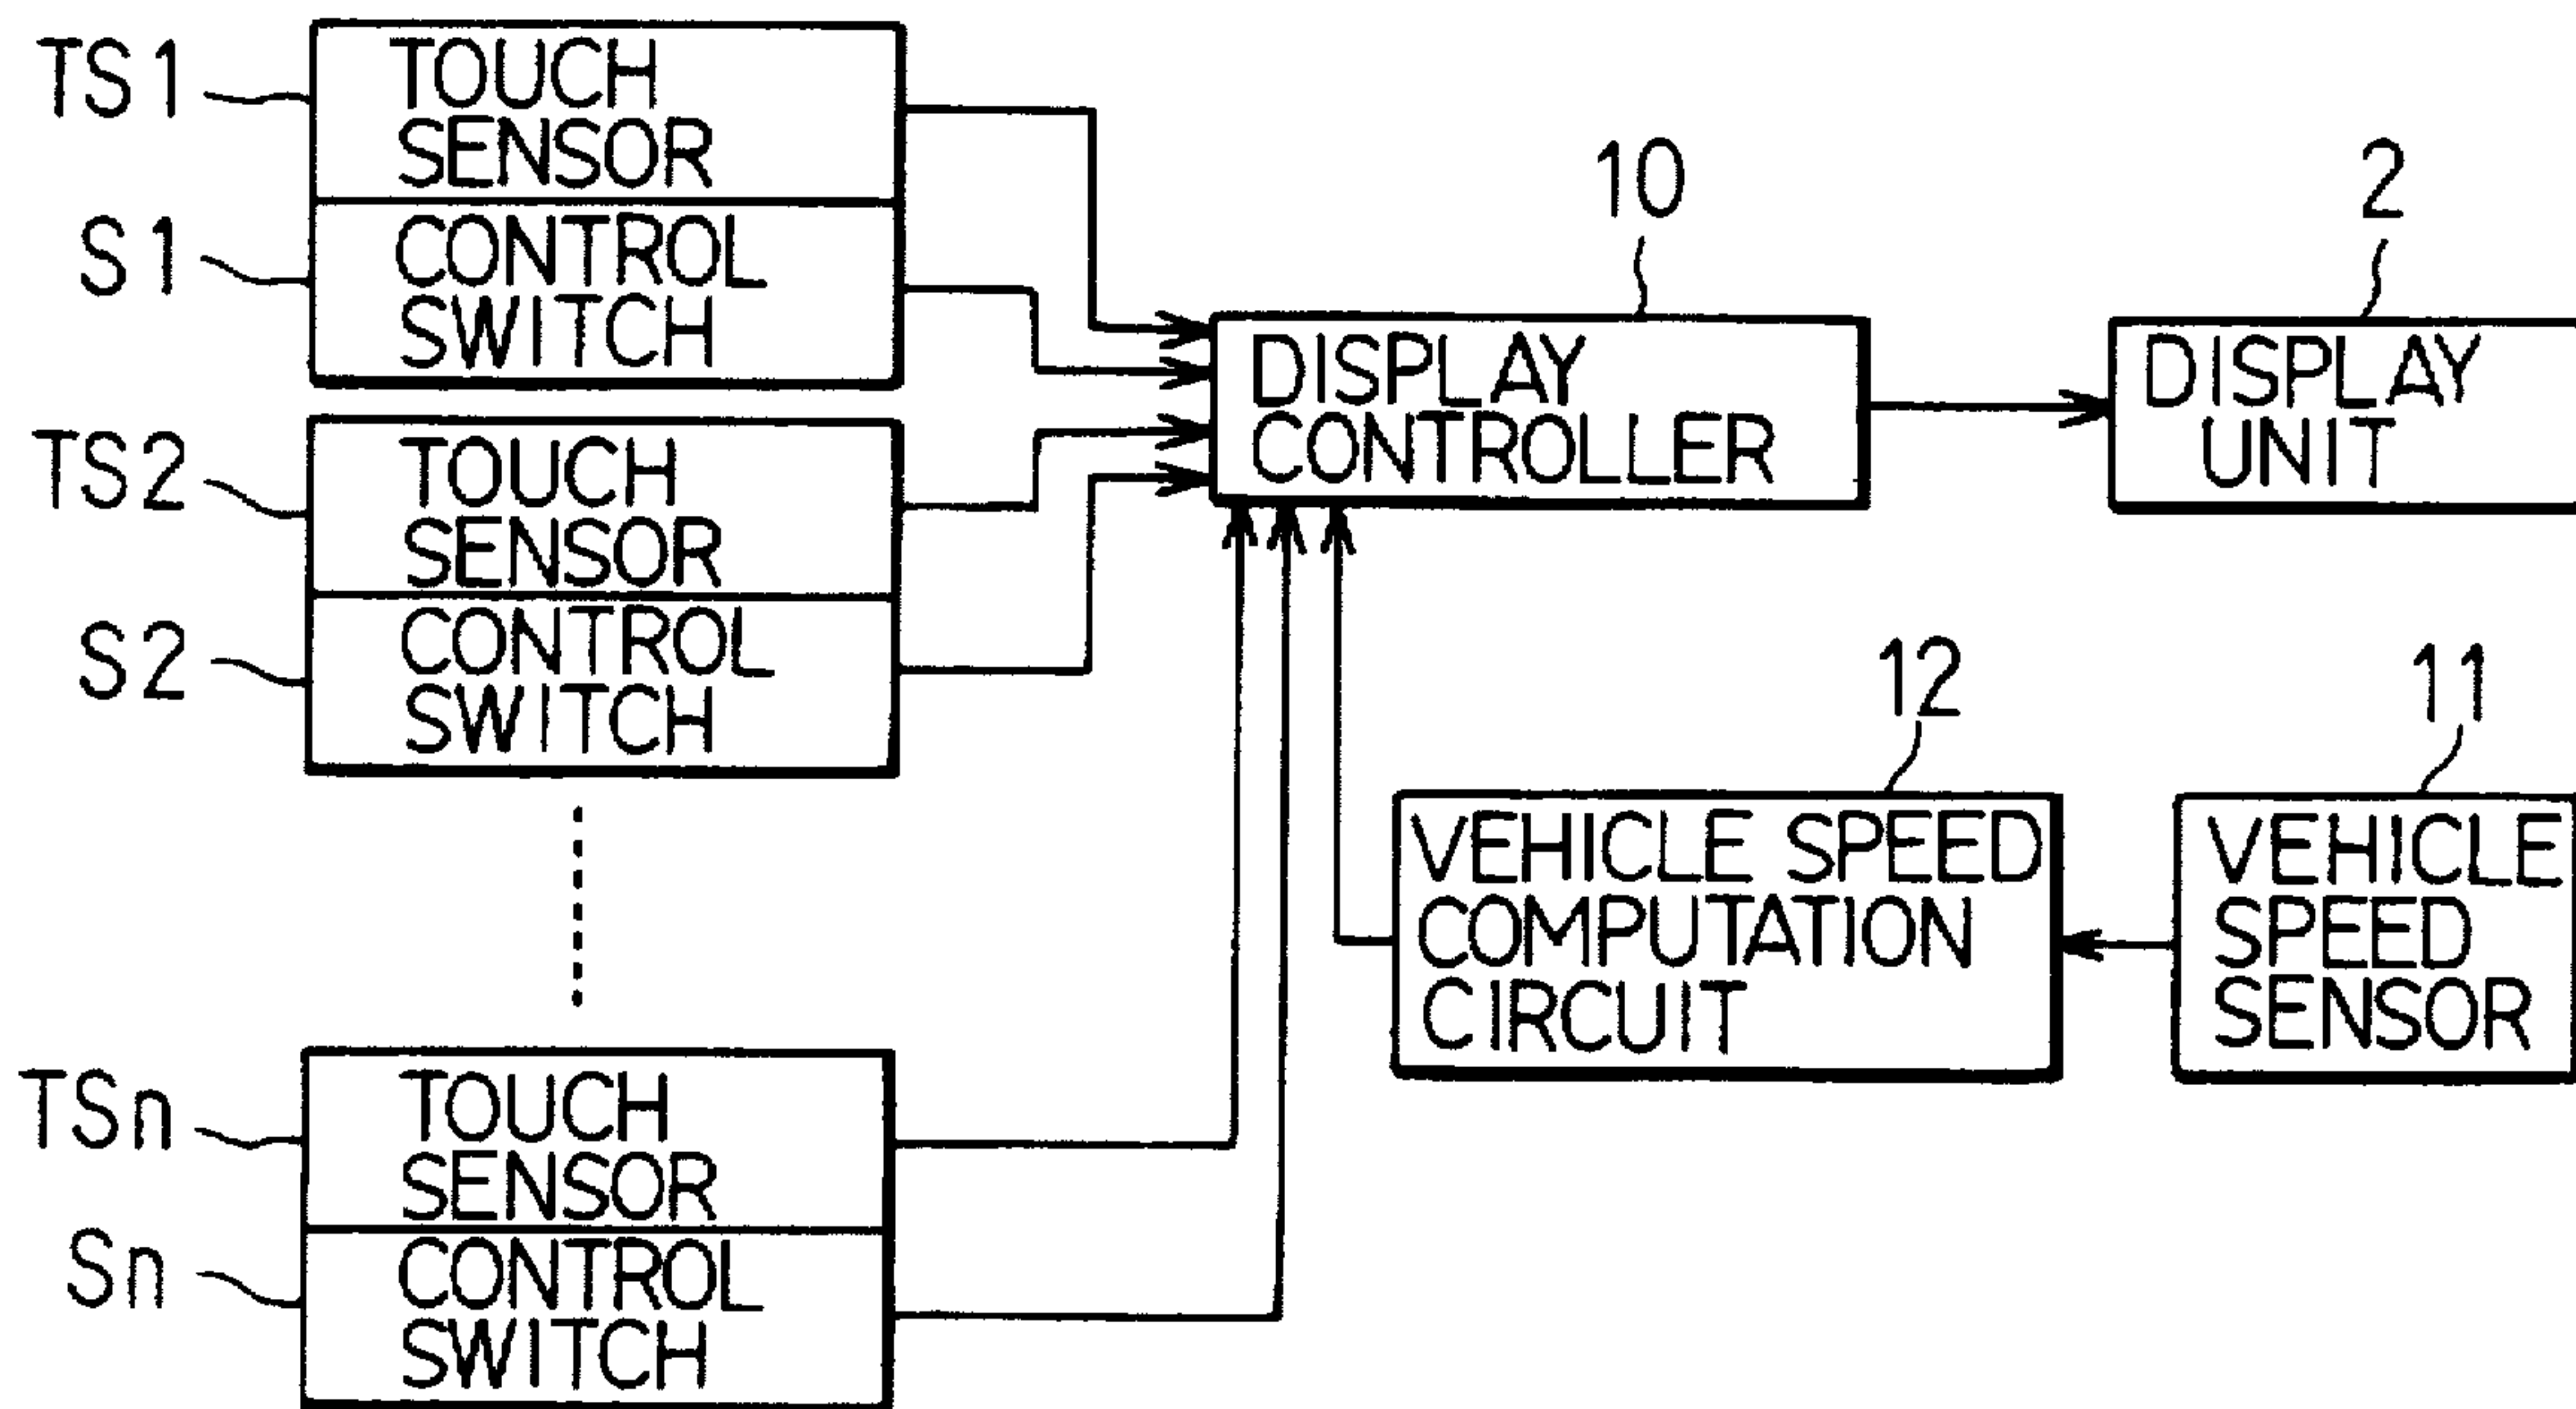 TS1
TOUCH
SENSOR
S1
CONTROL
SWITCH
TS2
TOUCH
SENSOR
S2
CONTROL
SWITCH
TSn
TOUCH
SENSOR
Sn
CONTROL
SWITCH
10
DISPLAY
CONTROLLER
2
DISPLAY
UNIT
12
VEHICLE SPEED
COMPUTATION
CIRCUIT
11
VEHICLE
SPEED
SENSOR